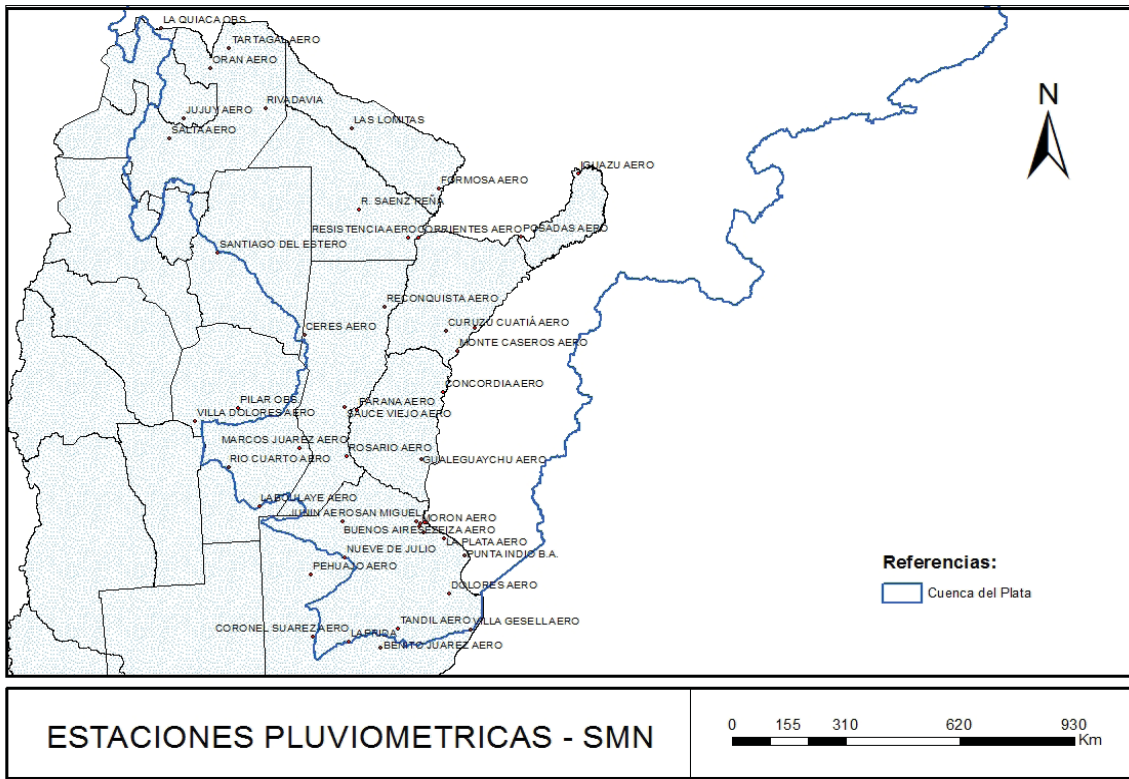 LA QUIACA OBS.
TARTAGAL AERO
ORAN AERO
RIVADAVIA
JUJUY AERO
LAS LOMITAS
SALTA AERO
IGUAZU AERO
FORMOSA AERO
R. SAENZ PEÑA
RESISTENCIA AERO
CORRIENTES AERO
POSADAS AERO
SANTIAGO DEL ESTERO
RECONQUISTA AERO
CERES AERO
CURUZU CUATIÁ AERO
MONTE CASEROS AERO
CONCORDIA AERO
PILAR OBS.
PARANA AERO
VILLA DOLORES AERO
SAUCE VIEJO AERO
MARCOS JUAREZ AERO
ROSARIO AERO
RIO CUARTO AERO
GUALEGUAYCHU AERO
LABOULAYE AERO
JUNIN AERO
SAN MIGUEL
MORON AERO
BUENOS AIRES
EZEIZA AERO
LA PLATA AERO
NUEVE DE JULIO
PUNTA INDIO B.A.
PEHUAJO AERO
DOLORES AERO
CORONEL SUAREZ AERO
TANDIL AERO
VILLA GESELL AERO
LAPRIDA
BENITO JUAREZ AERO
N
Referencias:
Cuenca del Plata
ESTACIONES PLUVIOMETRICAS - SMN
0 155 310 620 930
Km